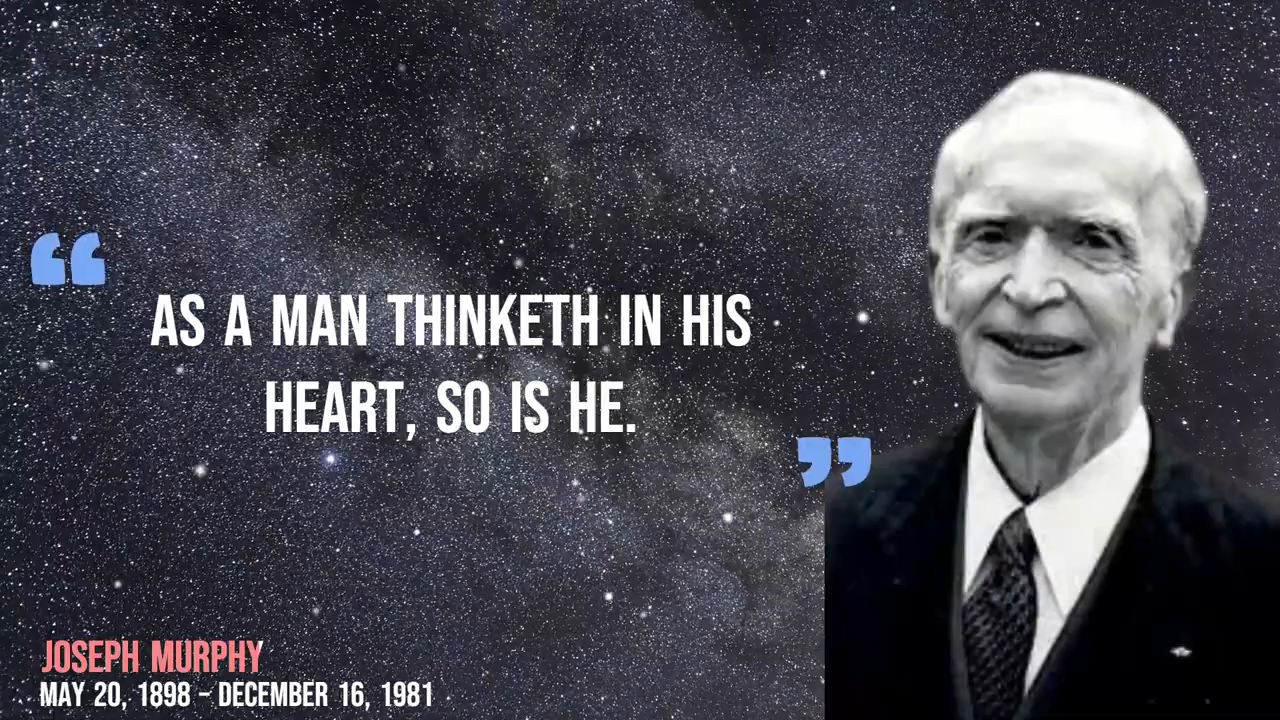 “
AS A MAN THINKETH IN HIS
HEART, SO IS HE.
”
JOSEPH MURPHY
MAY 20, 1898 – DECEMBER 16, 1981